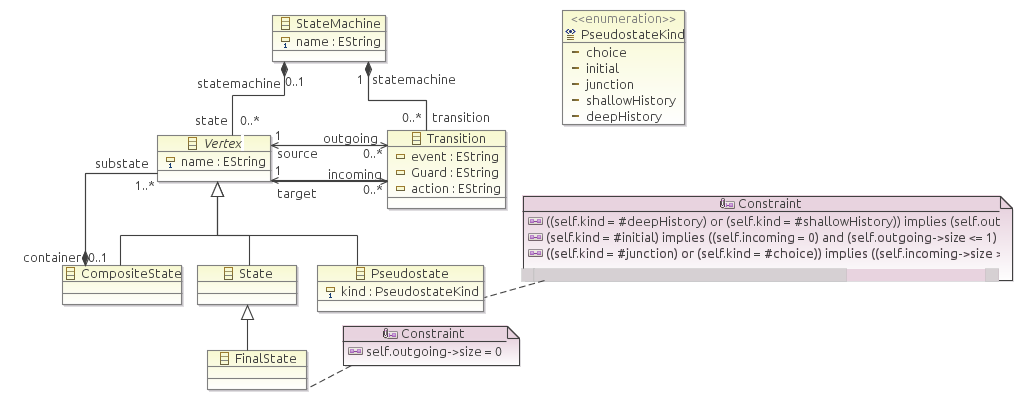 StateMachine
name : EString
<<enumeration>>
PseudostateKind
choice
initial
junction
shallowHistory
deepHistory
statemachine 0..1
1 statemachine
state 0..*
0..* transition
Vertex
name : EString
1 outgoing
source 0..*
1 incoming
target 0..*
Transition
event : EString
Guard : EString
action : EString
substate
1..*
container 0..1
CompositeState
State
Pseudostate
kind : PseudostateKind
Constraint
((self.kind = #deepHistory) or (self.kind = #shallowHistory)) implies (self.out
(self.kind = #initial) implies ((self.incoming = 0) and (self.outgoing->size <= 1)
((self.kind = #junction) or (self.kind = #choice)) implies ((self.incoming->size >
FinalState
Constraint
self.outgoing->size = 0